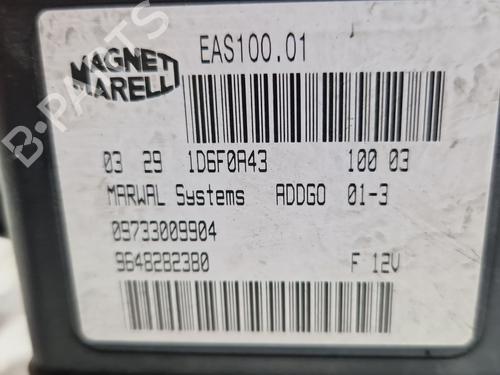 MAGNETI
MARELLI
EAS100.01
03 29 1D6F0A43 100 03
MARWAL Systems ADDGO 01-3
09733009904
9648282380 F 12V
B-PARTS